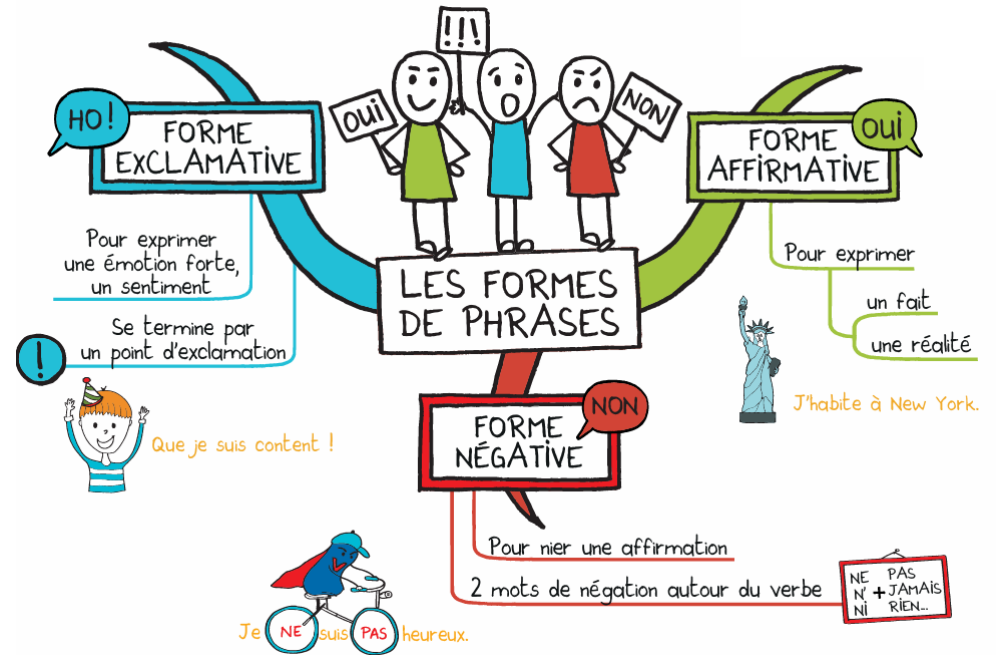 !!!
OUI
NON
HO!
FORME
EXCLAMATIVE
Pour exprimer
une émotion forte,
un sentiment
Se termine par
un point d'exclamation
!
Que je suis content !
LES FORMES
DE PHRASES
FORME
AFFIRMATIVE
OUI
Pour exprimer
un fait
une réalité
J'habite à New York.
FORME
NÉGATIVE
NON
Pour nier une affirmation
2 mots de négation autour du verbe
NE PAS
N' + JAMAIS
NI RIEN...
Je NE suis PAS heureux.